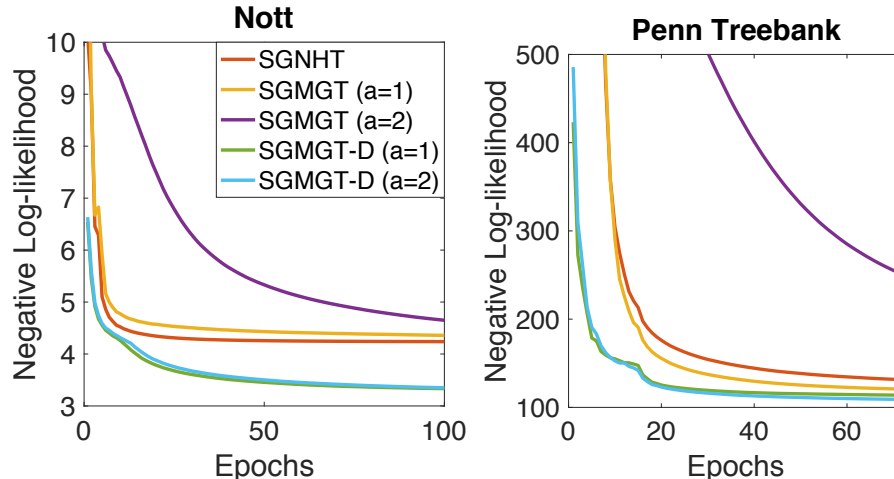 Nott
Negative Log-likelihood
10
9
8
7
6
5
4
3
0
50
100
Epochs
SGNHT
SGMGT (a=1)
SGMGT (a=2)
SGMGT-D (a=1)
SGMGT-D (a=2)
Penn Treebank
Negative Log-likelihood
500
400
300
200
100
0
20
40
60
Epochs